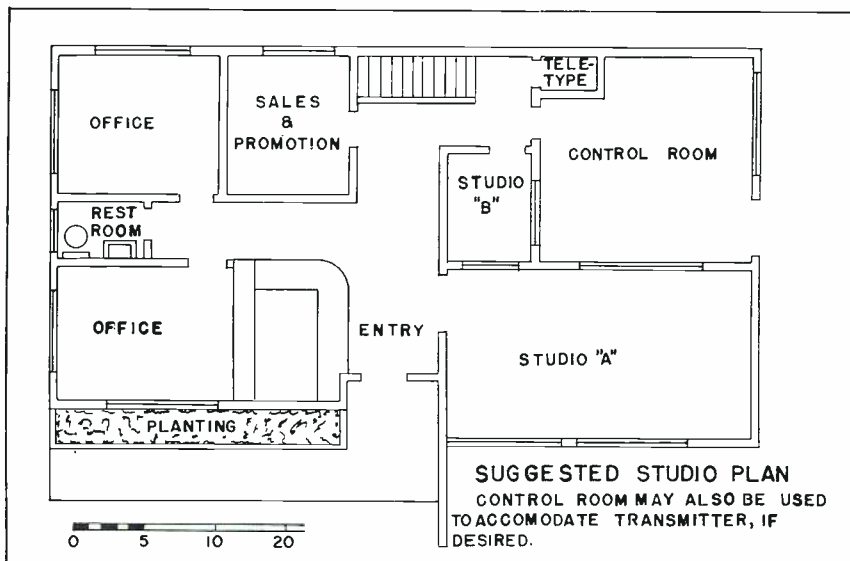 OFFICE
SALES
&
PROMOTION
TELE-
TYPE
CONTROL ROOM
STUDIO
"B"
REST
ROOM
OFFICE
ENTRY
STUDIO "A"
PLANTING
SUGGESTED STUDIO PLAN
CONTROL ROOM MAY ALSO BE USED
TO ACCOMODATE TRANSMITTER, IF
DESIRED.
0 5 10 20